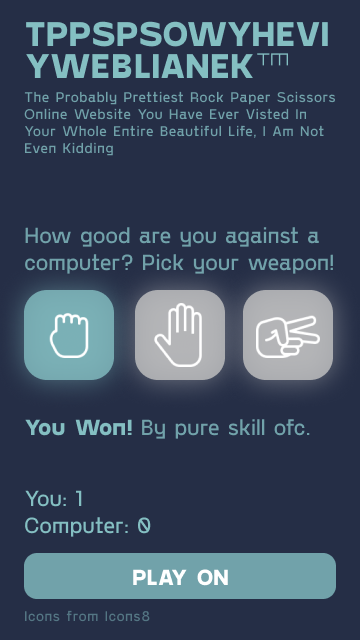 TPPSPSOWYHEVI
YWEBLIANEK™
The Probably Prettiest Rock Paper Scissors
Online Website You Have Ever Visted In
Your Whole Entire Beautiful Life, I Am Not
Even Kidding
How good are you against a
computer? Pick your weapon!
You Won! By pure skill ofc.
You: 1
Computer: 0
PLAY ON
Icons from Icons8